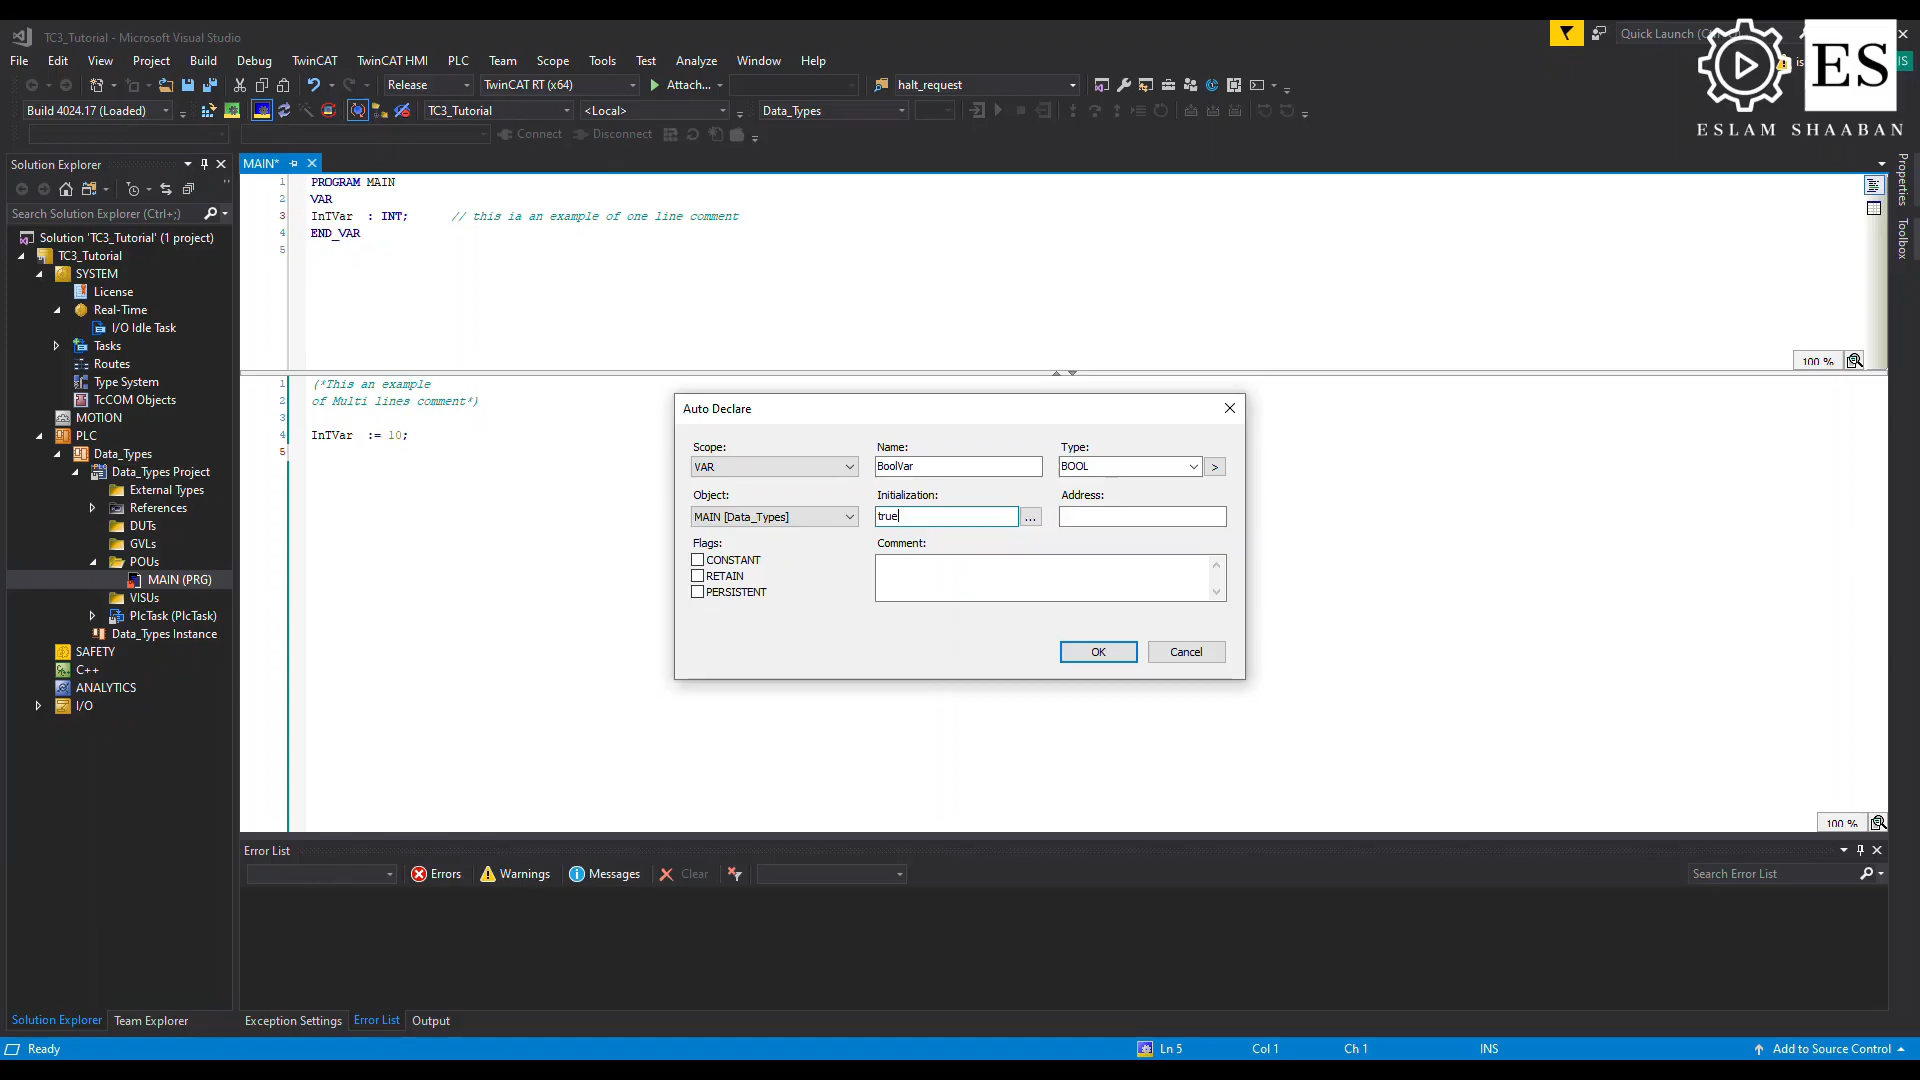 TC3_Tutorial - Microsoft Visual Studio
Quick Launch (C
ES
ESLAM SHAABAN
File Edit View Project Build Debug TwinCAT TwinCAT HMI PLC Team Scope Tools Test Analyze Window Help
Release TwinCAT RT (x64) Attach... halt_request
Build 4024.17 (Loaded) TC3_Tutorial <Local> Data_Types
Connect Disconnect
Solution Explorer
Search Solution Explorer (Ctrl+;)
Solution 'TC3_Tutorial' (1 project)
TC3_Tutorial
SYSTEM
License
Real-Time
I/O Idle Task
Tasks
Routes
Type System
TcCOM Objects
MOTION
PLC
Data_Types
Data_Types Project
External Types
References
DUTs
GVLs
POUs
MAIN (PRG)
VISUs
PlcTask (PlcTask)
Data_Types Instance
SAFETY
C++
ANALYTICS
I/O
Solution Explorer Team Explorer
MAIN*
1 PROGRAM MAIN
2 VAR
3 InTVar : INT; // this ia an example of one line comment
4 END_VAR
5
100 %
1 (*This an example
2 of Multi lines comment*)
3
4 InTVar := 10;
5
100 %
Auto Declare
Scope: Name: Type:
VAR BoolVar BOOL >
Object: Initialization: Address:
MAIN [Data_Types] true ...
Flags: Comment:
CONSTANT
RETAIN
PERSISTENT
OK Cancel
Properties
Toolbox
Error List
Errors Warnings Messages Clear Search Error List
Exception Settings Error List Output
Ready Ln 5 Col 1 Ch 1 INS Add to Source Control